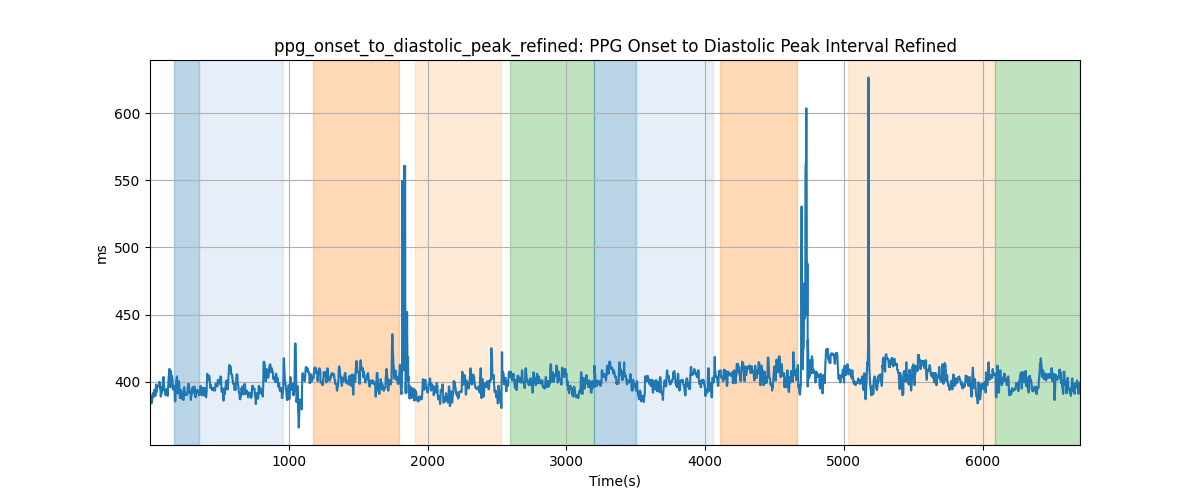 ppg_onset_to_diastolic_peak_refined: PPG Onset to Diastolic Peak Interval Refined
600
550
500
450
400
ms
1000 2000 3000 4000 5000 6000
Time(s)